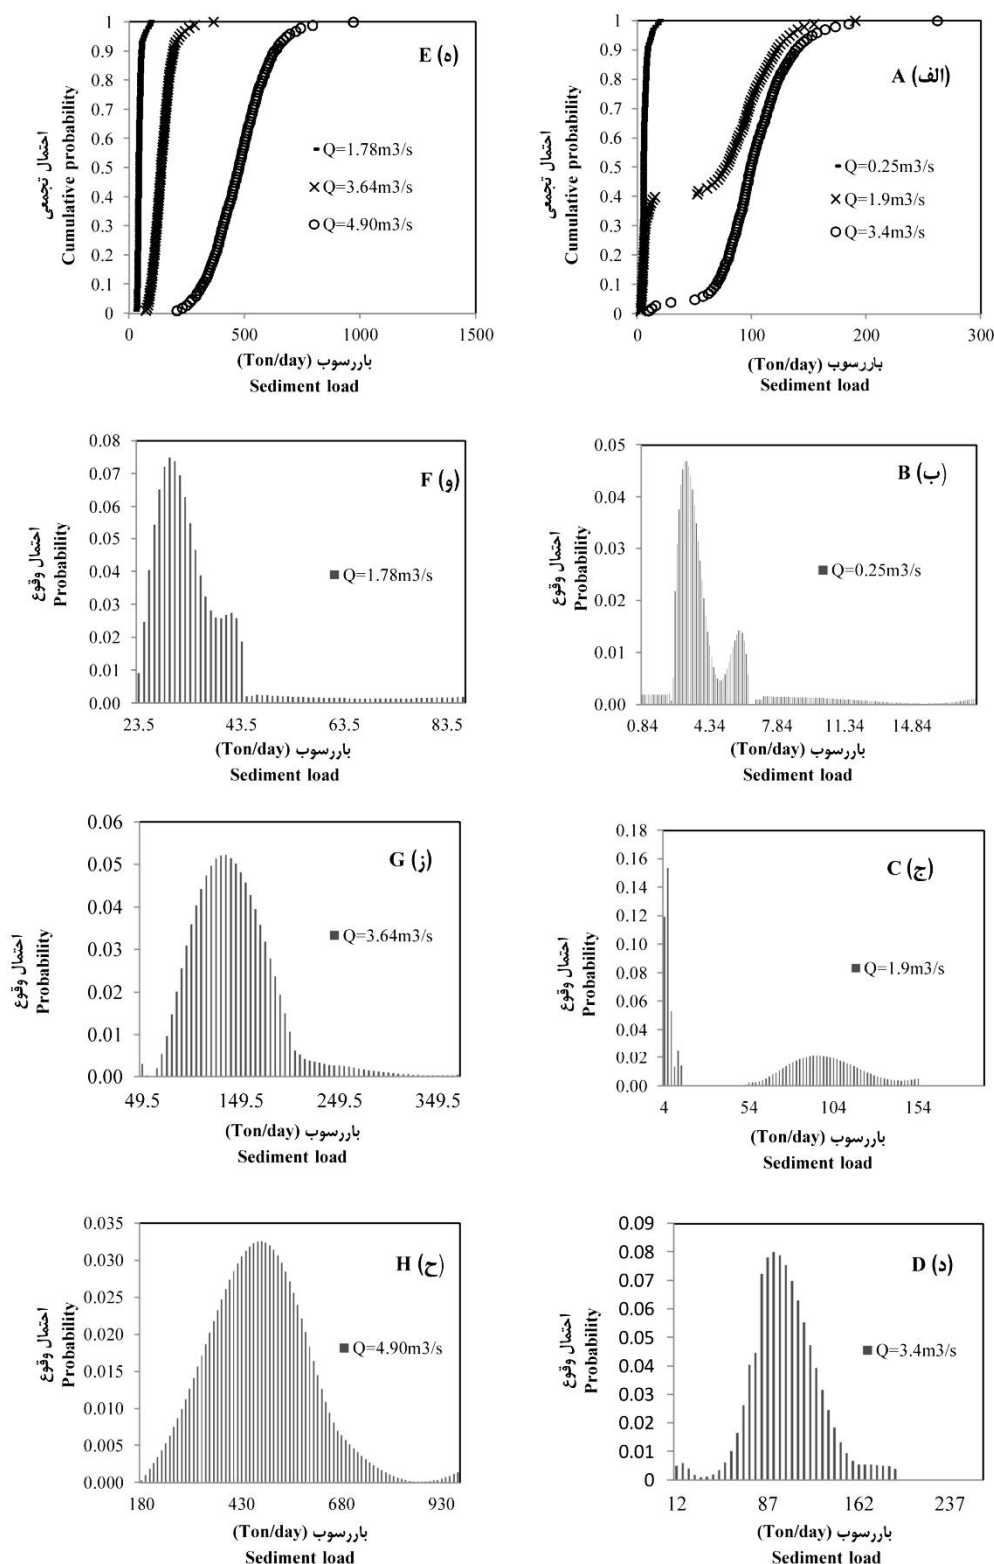 E (ه)
1
0.9
0.8
0.7
0.6
0.5
0.4
0.3
0.2
0.1
0
احتمال تجمعی
Cumulative probability
Q=1.78m3/s
Q=3.64m3/s
Q=4.90m3/s
0 500 1000 1500
باررسوب (Ton/day)
Sediment load
A (الف)
1
0.9
0.8
0.7
0.6
0.5
0.4
0.3
0.2
0.1
0
احتمال تجمعی
Cumulative probability
Q=0.25m3/s
Q=1.9m3/s
Q=3.4m3/s
0 100 200 300
باررسوب (Ton/day)
Sediment load
F (و)
0.08
0.07
0.06
0.05
0.04
0.03
0.02
0.01
0.00
احتمال وقوع
Probability
Q=1.78m3/s
23.5 43.5 63.5 83.5
باررسوب (Ton/day)
Sediment load
B (ب)
0.05
0.04
0.03
0.02
0.01
0.00
احتمال وقوع
Probability
Q=0.25m3/s
0.84 4.34 7.84 11.34 14.84
باررسوب (Ton/day)
Sediment load
G (ز)
0.06
0.05
0.04
0.03
0.02
0.01
0.00
احتمال وقوع
Probability
Q=3.64m3/s
49.5 149.5 249.5 349.5
باررسوب (Ton/day)
Sediment load
C (ج)
0.18
0.16
0.14
0.12
0.10
0.08
0.06
0.04
0.02
0.00
احتمال وقوع
Probability
Q=1.9m3/s
4 54 104 154
باررسوب (Ton/day)
Sediment load
H (ح)
0.035
0.030
0.025
0.020
0.015
0.010
0.005
0.000
احتمال وقوع
Probability
Q=4.90m3/s
180 430 680 930
باررسوب (Ton/day)
Sediment load
D (د)
0.09
0.08
0.07
0.06
0.05
0.04
0.03
0.02
0.01
0
احتمال وقوع
Probability
Q=3.4m3/s
12 87 162 237
باررسوب (Ton/day)
Sediment load